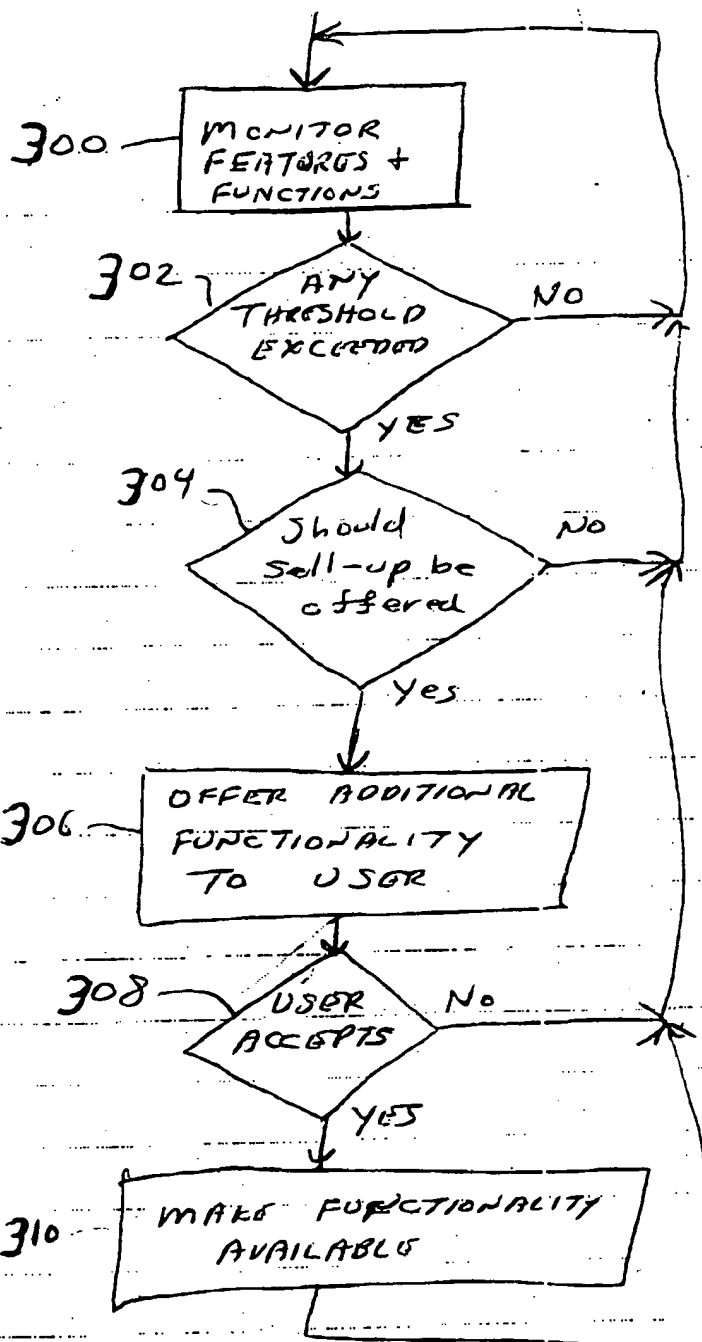 300
MONITOR
FEATURES +
FUNCTIONS
302
ANY
THRESHOLD
EXCEEDED
NO
YES
304
Should
sell-up be
offered
NO
Yes
306
OFFER ADDITIONAL
FUNCTIONALITY
TO USER
308
USER
ACCEPTS
No
YES
310
MAKE FUNCTIONALITY
AVAILABLE